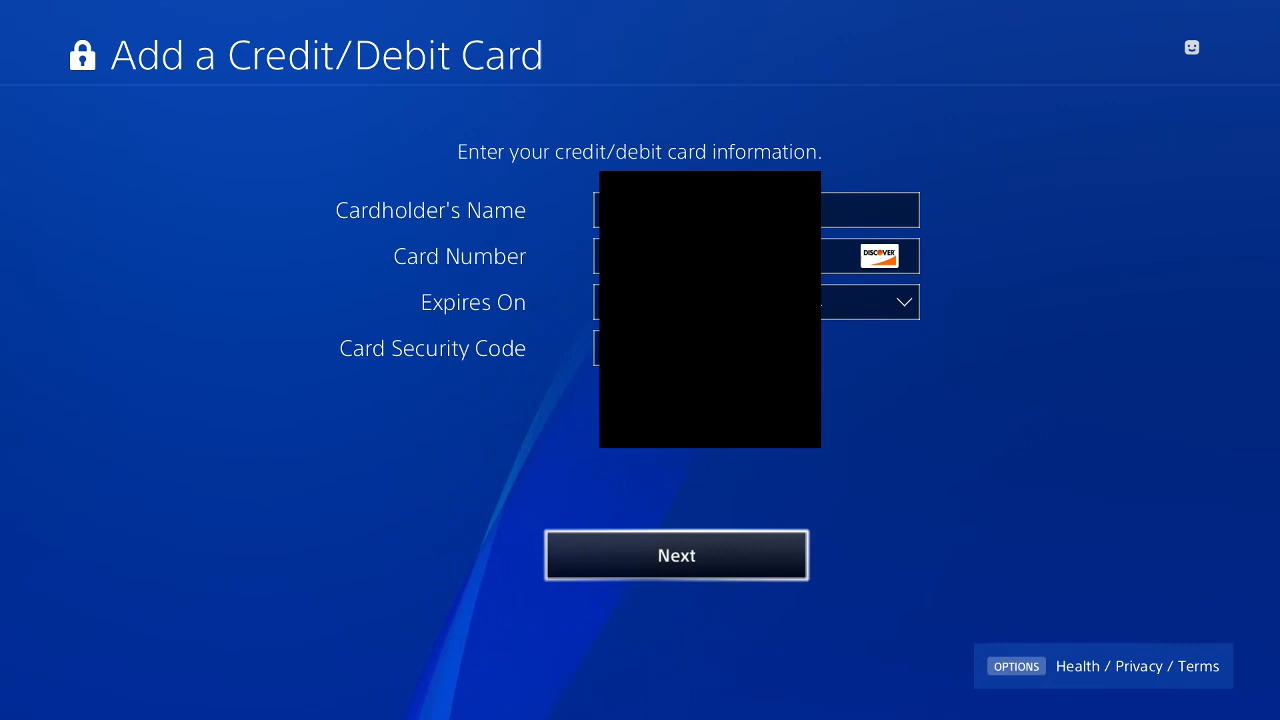 Add a Credit/Debit Card
Enter your credit/debit card information.
Cardholder's Name
Card Number
DISCOVER
Expires On
Card Security Code
Next
OPTIONS Health / Privacy / Terms